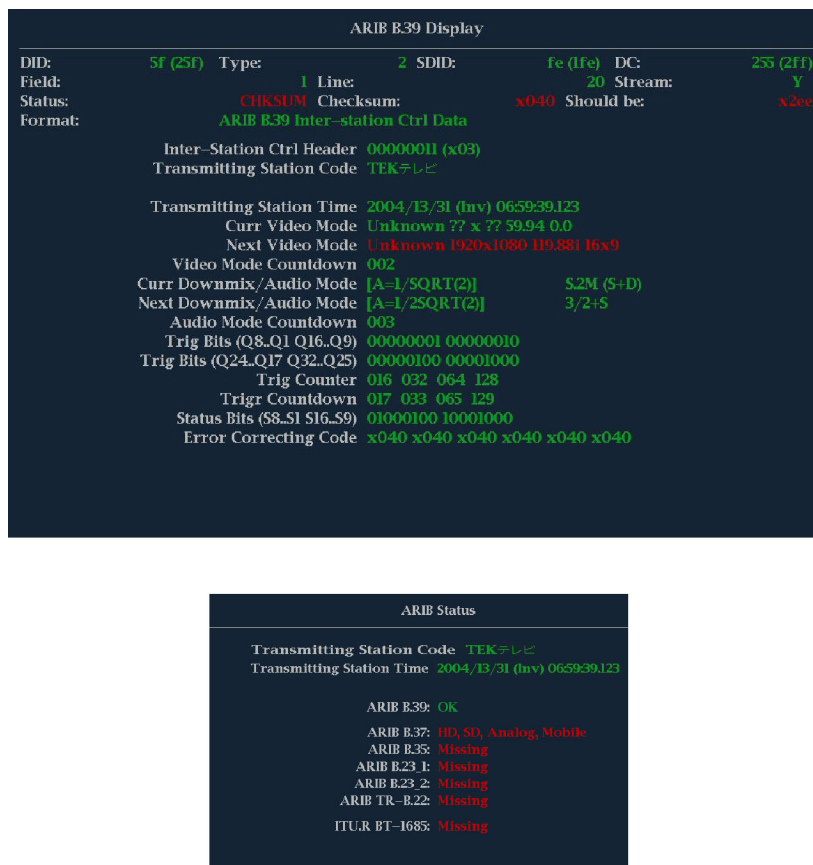 ARIB B.39 Display
DID: 5f (25f) Type: 2 SDID: fe (1fe) DC: 255 (2ff)
Field: 1 Line: 20 Stream: Y
Status: CHKSUM Checksum: x040 Should be: x2ee
Format: ARIB B.39 Inter-station Ctrl Data
Inter-Station Ctrl Header 00000011 (x03)
Transmitting Station Code TEKテレビ
Transmitting Station Time 2004/13/31 (Inv) 06:59:39.123
Curr Video Mode Unknown ?? x ?? 59.94 0.0
Next Video Mode Unknown 1920x1080 119.88i 16x9
Video Mode Countdown 002
Curr Downmix/Audio Mode [A=1/SQRT(2)] S.2M (S+D)
Next Downmix/Audio Mode [A=1/2SQRT(2)] 3/2+S
Audio Mode Countdown 003
Trig Bits (Q8..Q1 Q16..Q9) 00000001 00000010
Trig Bits (Q24..Q17 Q32..Q25) 00000100 00001000
Trig Counter 016 032 064 128
Trigr Countdown 017 033 065 129
Status Bits (S8..S1 S16..S9) 01000100 10001000
Error Correcting Code x040 x040 x040 x040 x040 x040
ARIB Status
Transmitting Station Code TEKテレビ
Transmitting Station Time 2004/13/31 (Inv) 06:59:39.123
ARIB B.39: OK
ARIB B.37: HD, SD, Analog, Mobile
ARIB B.35: Missing
ARIB B.23_1: Missing
ARIB B.23_2: Missing
ARIB TR-B.22: Missing
ITU.R BT-1685: Missing